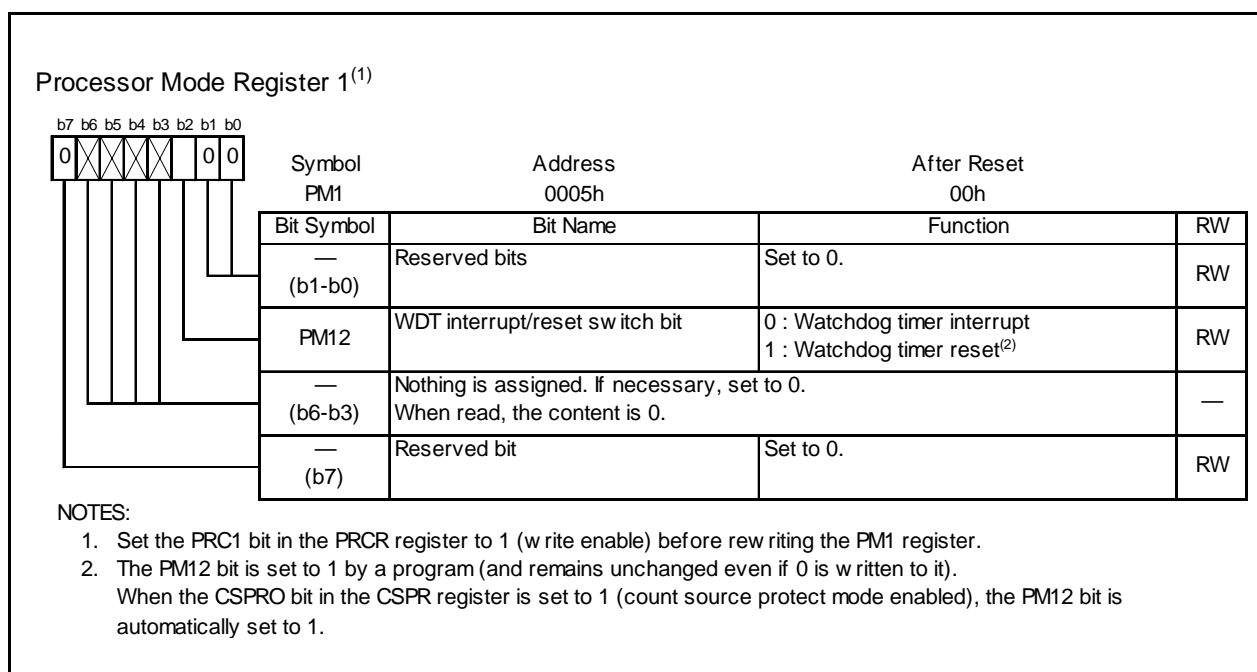 Processor Mode Register 1(1)
b7 b6 b5 b4 b3 b2 b1 b0
0 0 0
Symbol Address After Reset
PM1 0005h 00h
Bit Symbol Bit Name Function RW
— (b1-b0) Reserved bits Set to 0. RW
PM12 WDT interrupt/reset switch bit 0 : Watchdog timer interrupt
1 : Watchdog timer reset(2) RW
— (b6-b3) Nothing is assigned. If necessary, set to 0.
When read, the content is 0. —
— (b7) Reserved bit Set to 0. RW
NOTES:
1. Set the PRC1 bit in the PRCR register to 1 (write enable) before rewriting the PM1 register.
2. The PM12 bit is set to 1 by a program (and remains unchanged even if 0 is written to it).
When the CSPRO bit in the CSPR register is set to 1 (count source protect mode enabled), the PM12 bit is
automatically set to 1.